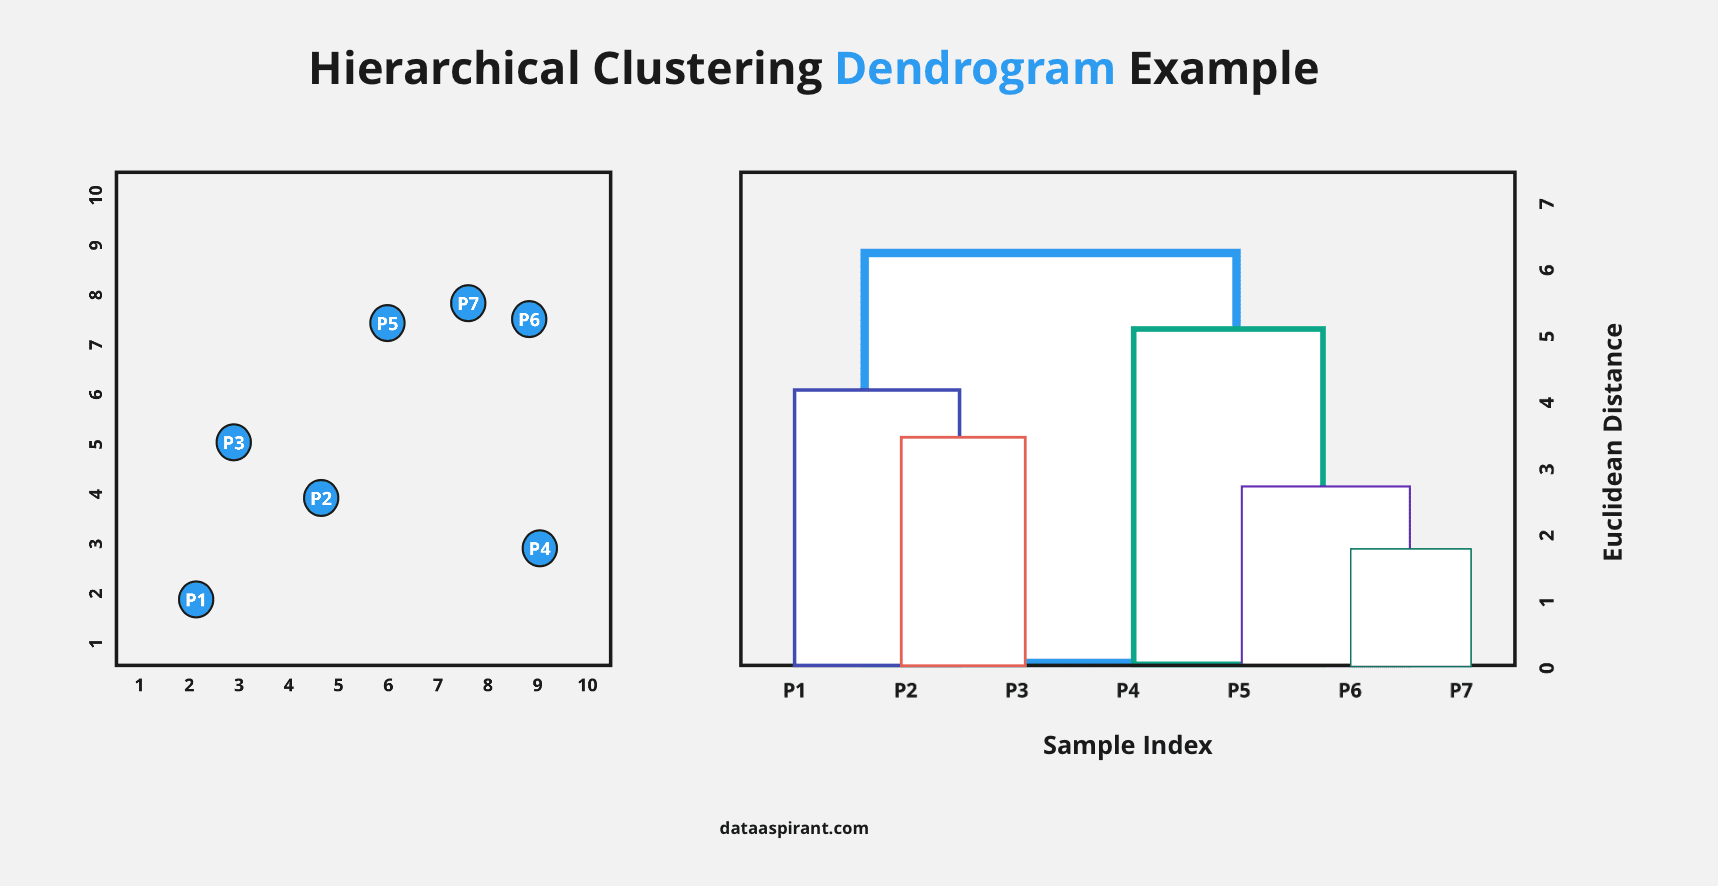 Hierarchical Clustering Dendrogram Example
10
9
8
7
6
5
4
3
2
1
P5
P7
P6
P3
P2
P4
P1
1 2 3 4 5 6 7 8 9 10
7
6
5
4
3
2
1
0
Euclidean Distance
P1 P2 P3 P4 P5 P6 P7
Sample Index
dataaspirant.com